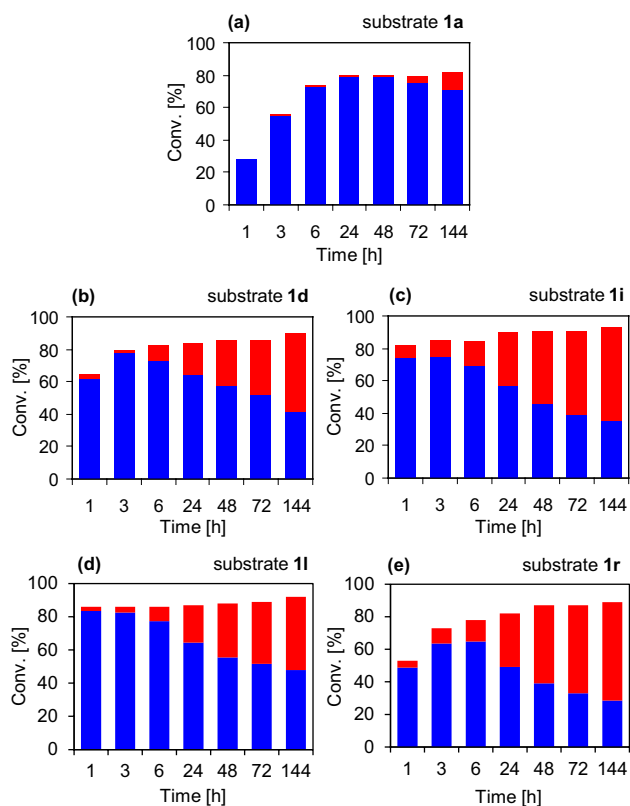 (a) substrate 1a
100
80
60
40
20
0
Conv. [%]
1 3 6 24 48 72 144
Time [h]
(b) substrate 1d
100
80
60
40
20
0
Conv. [%]
1 3 6 24 48 72 144
Time [h]
(c) substrate 1i
100
80
60
40
20
0
Conv. [%]
1 3 6 24 48 72 144
Time [h]
(d) substrate 1l
100
80
60
40
20
0
Conv. [%]
1 3 6 24 48 72 144
Time [h]
(e) substrate 1r
100
80
60
40
20
0
Conv. [%]
1 3 6 24 48 72 144
Time [h]